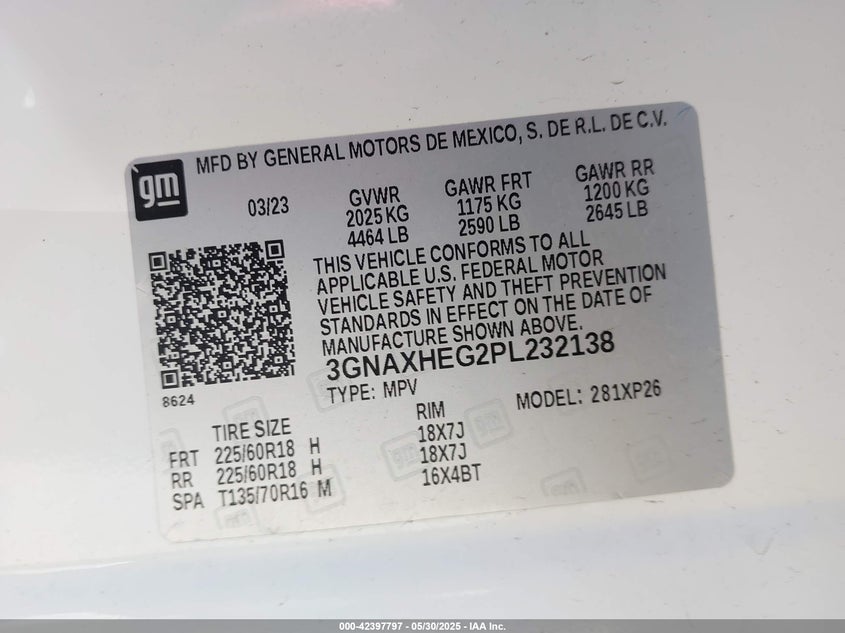 gm
MFD BY GENERAL MOTORS DE MEXICO, S. DE R.L. DE C.V.
03/23
GVWR
2025 KG
4464 LB
GAWR FRT
1175 KG
2590 LB
GAWR RR
1200 KG
2645 LB
THIS VEHICLE CONFORMS TO ALL
APPLICABLE U.S. FEDERAL MOTOR
VEHICLE SAFETY AND THEFT PREVENTION
STANDARDS IN EFFECT ON THE DATE OF
MANUFACTURE SHOWN ABOVE.
3GNAXHEG2PL232138
8624
TYPE: MPV
MODEL: 281XP26
TIRE SIZE RIM
FRT 225/60R18 H 18X7J
RR 225/60R18 H 18X7J
SPA T135/70R16 M 16X4BT
000-42397797 - 05/30/2025 - IAA Inc.